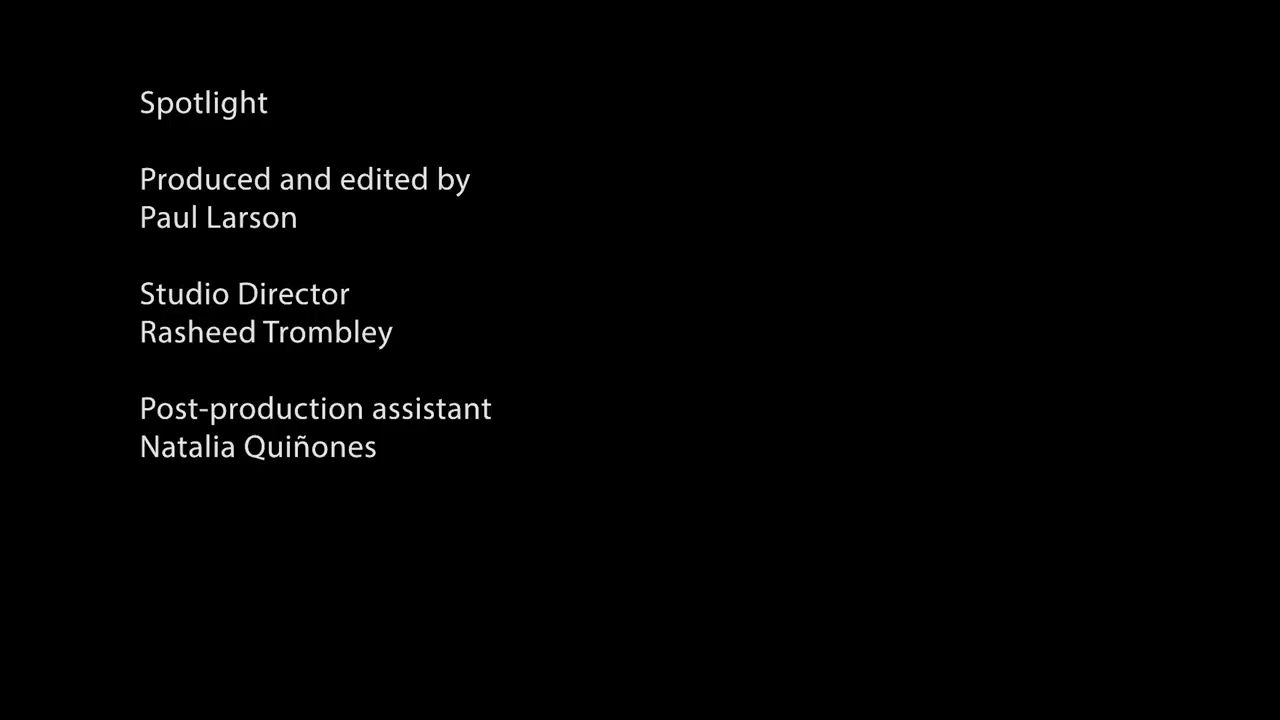 Spotlight
Produced and edited by
Paul Larson
Studio Director
Rasheed Trombley
Post-production assistant
Natalia Quiñones